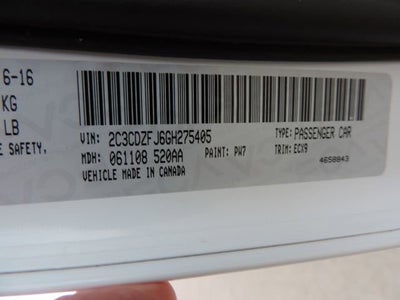 6-16
KG
LB
SAFETY,
VIN: 2C3CDZFJ6GH275405 TYPE: PASSENGER CAR
MDH: 061108 520AA PAINT: PW7 TRIM: ECX9
VEHICLE MADE IN CANADA 4658843